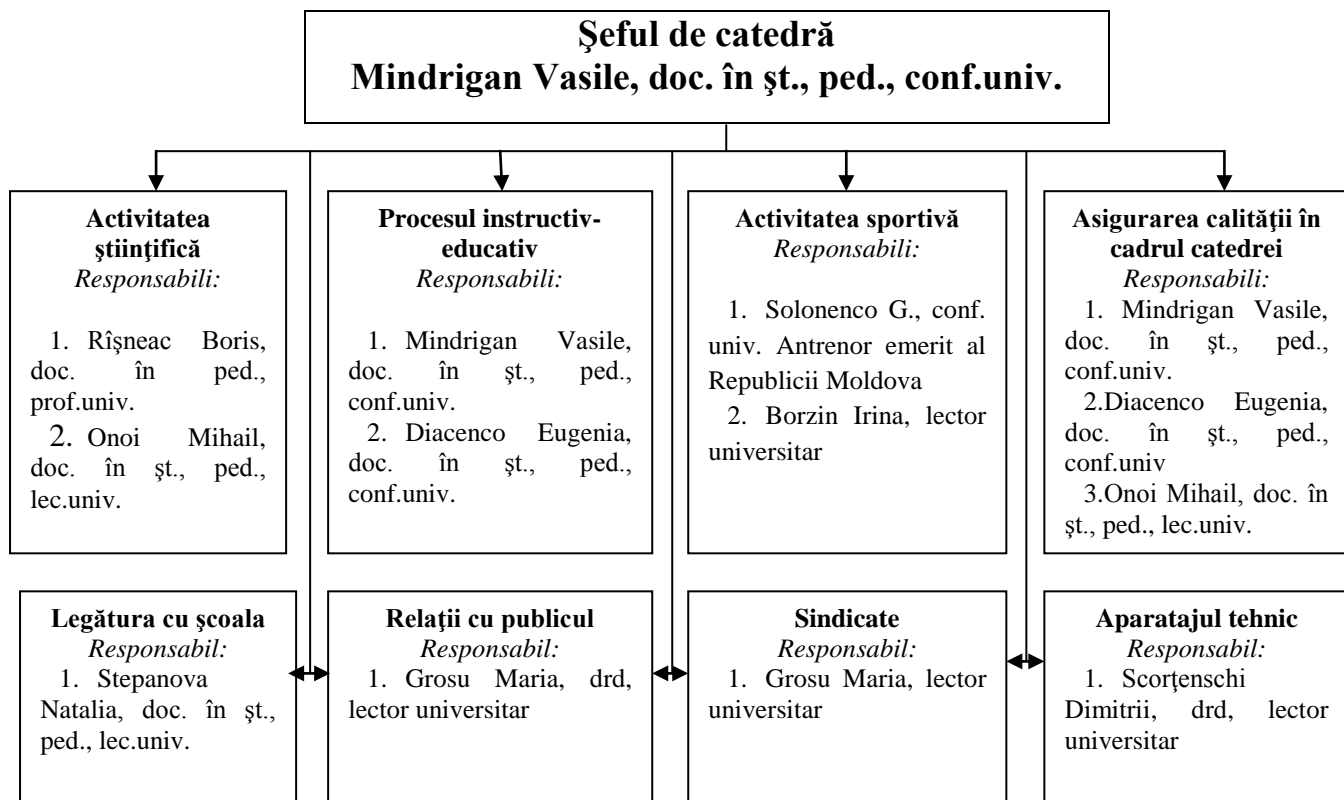 Şeful de catedră
Mindrigan Vasile, doc. în şt., ped., conf.univ.
Activitatea
ştiinţifică
Responsabili:
1. Rîşneac Boris,
doc. în ped.,
prof.univ.
2. Onoi Mihail,
doc. în şt., ped.,
lec.univ.
Procesul instructiv-
educativ
Responsabili:
1. Mindrigan Vasile,
doc. în şt., ped.,
conf.univ.
2. Diacenco Eugenia,
doc. în şt., ped.,
conf.univ.
Activitatea sportivă
Responsabili:
1. Solonenco G., conf.
univ. Antrenor emerit al
Republicii Moldova
2. Borzin Irina, lector
universitar
Asigurarea calităţii în
cadrul catedrei
Responsabili:
1. Mindrigan Vasile,
doc. în şt., ped.,
conf.univ.
2.Diacenco Eugenia,
doc. în şt., ped.,
conf.univ
3.Onoi Mihail, doc. în
şt., ped., lec.univ.
Legătura cu şcoala
Responsabil:
1. Stepanova
Natalia, doc. în şt.,
ped., lec.univ.
Relaţii cu publicul
Responsabil:
1. Grosu Maria, drd,
lector universitar
Sindicate
Responsabil:
1. Grosu Maria, lector
universitar
Aparatajul tehnic
Responsabil:
1. Scorţenschi
Dimitrii, drd, lector
universitar